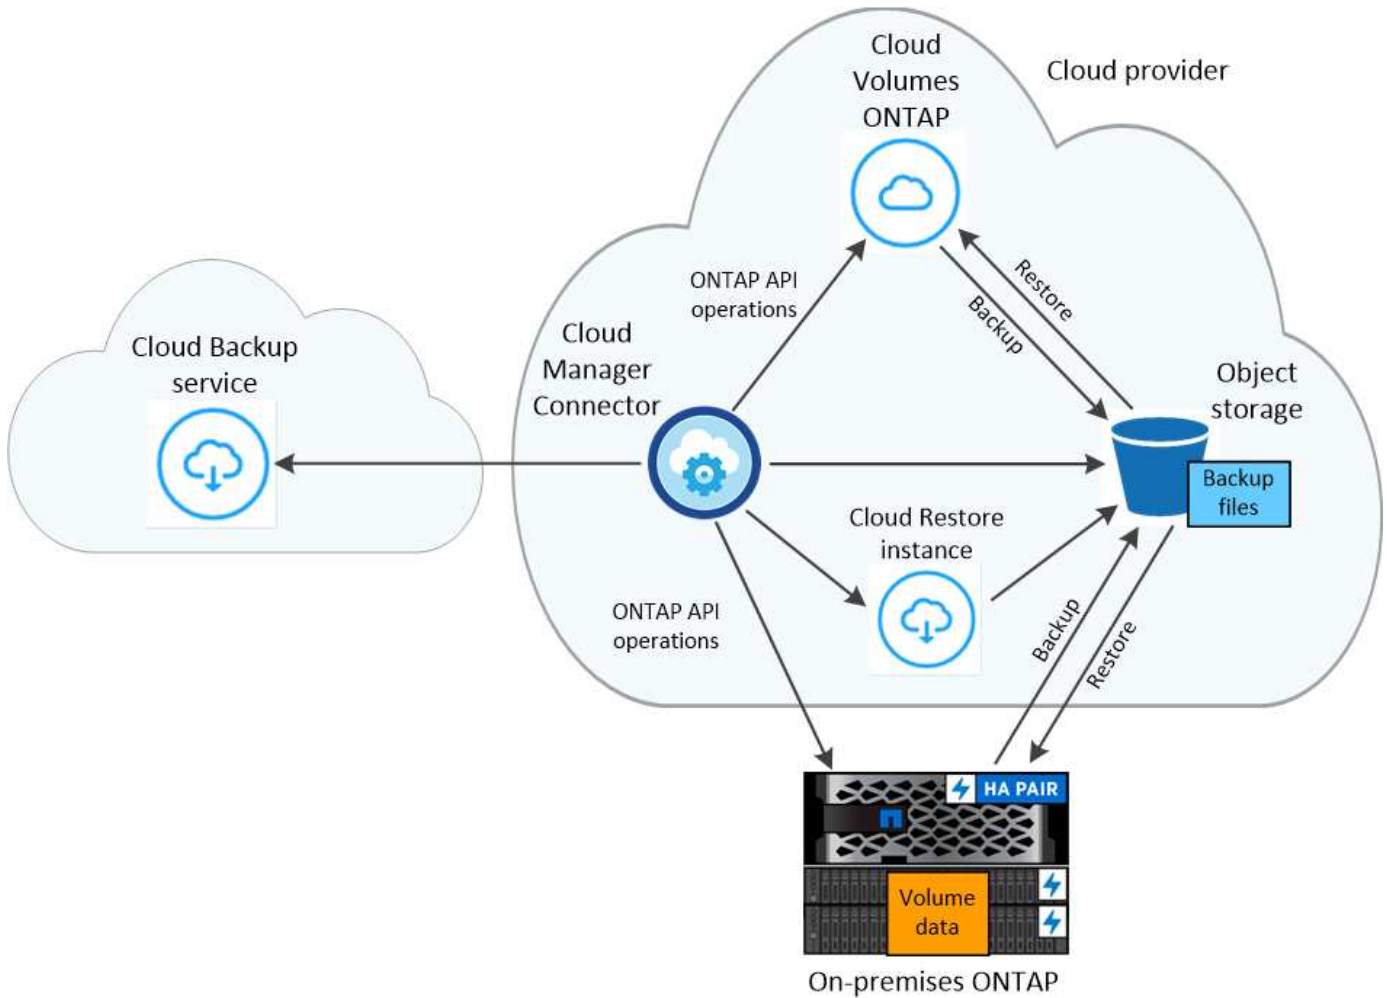 Cloud
Volumes
ONTAP
Cloud provider
ONTAP API
operations
Restore
Backup
Cloud Backup
service
Cloud
Manager
Connector
Object
storage
Backup
files
Cloud Restore
instance
ONTAP API
operations
Backup
Restore
HA PAIR
Volume
data
On-premises ONTAP